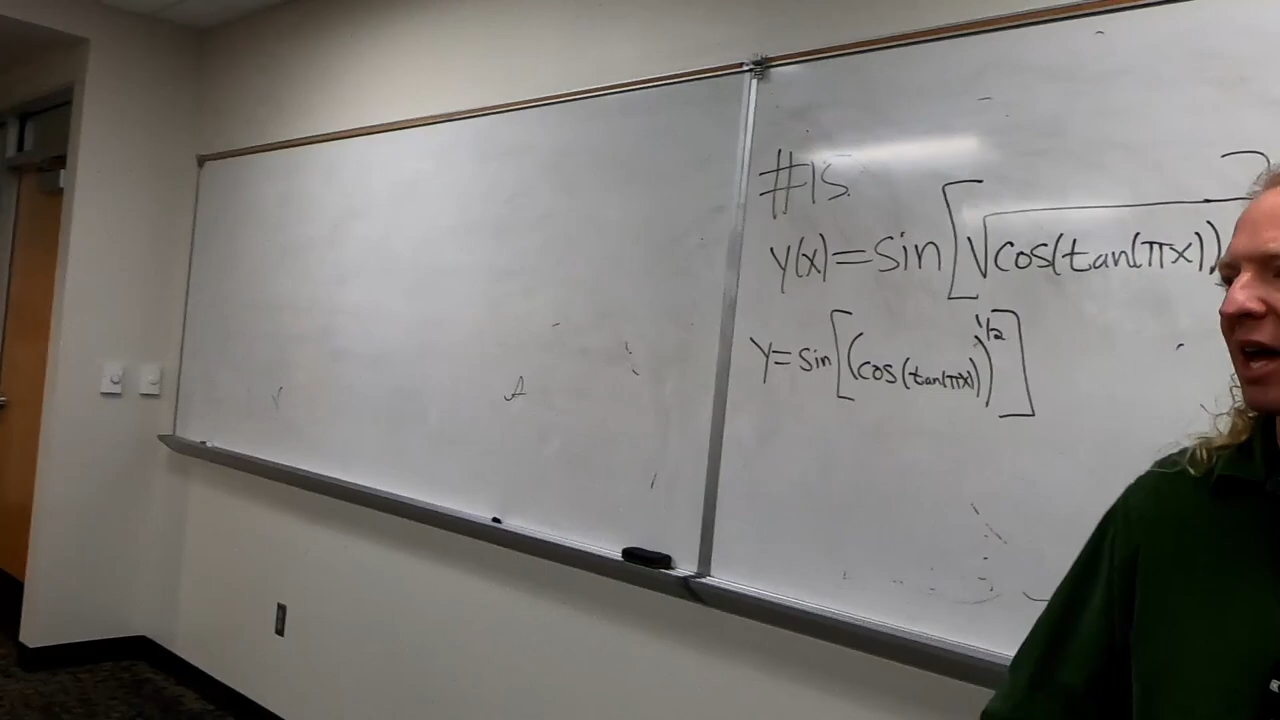 #15
y(x)=sin[√cos(tan(πx))
y=sin[(cos(tan(πx)))^1/2]